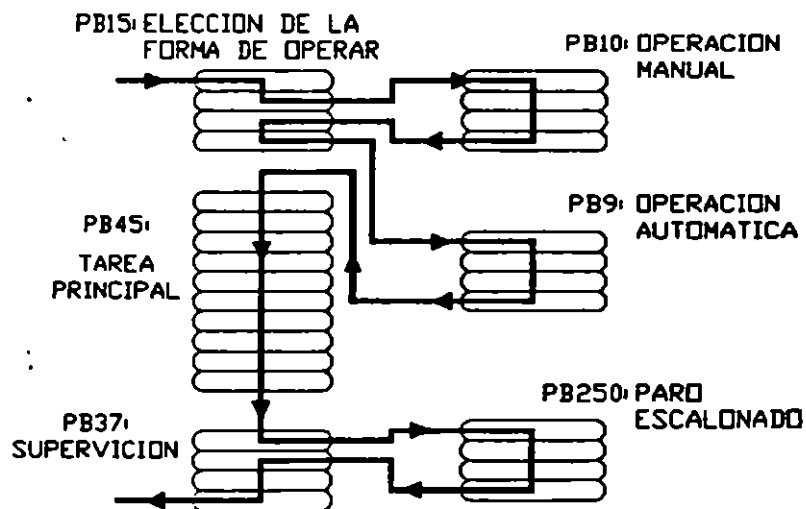 PB15: ELECCION DE LA
FORMA DE OPERAR
PB10: OPERACION
MANUAL
PB9: OPERACION
AUTOMATICA
PB45:
TAREA
PRINCIPAL
PB250: PARO
ESCALONADO
PB37:
SUPERVICION